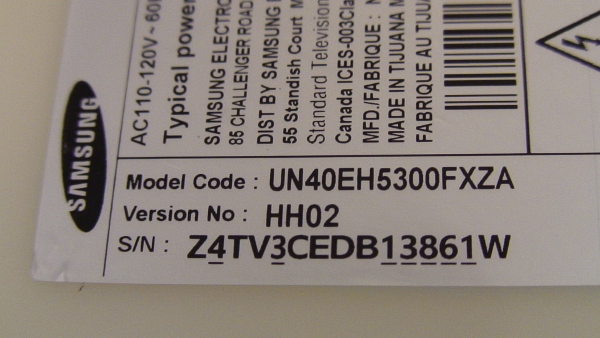 SAMSUNG
AC110-120V~ 60
Typical power
SAMSUNG ELECTRO
85 CHALLENGER ROAD
DIST BY SAMSUNG
55 Standish Court
Standard Television
Canada ICES-003Cla
MFD./FABRIQUE : N
MADE IN TIJUANA M
FABRIQUE AU TIJUA
Model Code : UN40EH5300FXZA
Version No : HH02
S/N : Z4TV3CEDB13861W